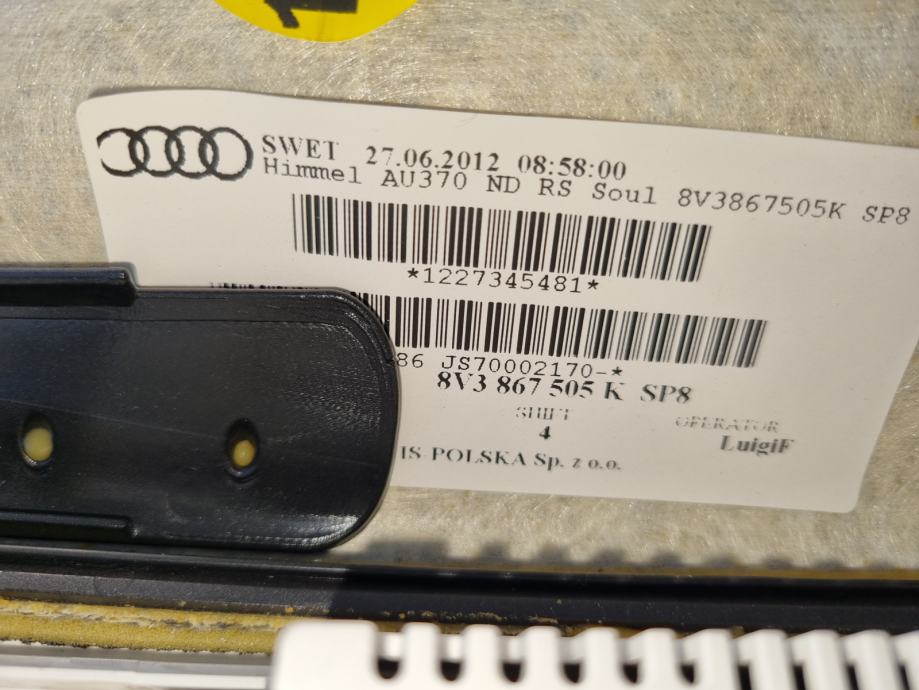 SWET 27.06.2012 08:58:00
Himmel AU370 ND RS Soul 8V3867505K SP8
*1227345481*
86 JS70002170-*
8V3 867 505 K SP8
SHIFT OPERATOR
4 LuigiF
IS-POLSKA Sp. z o.o.